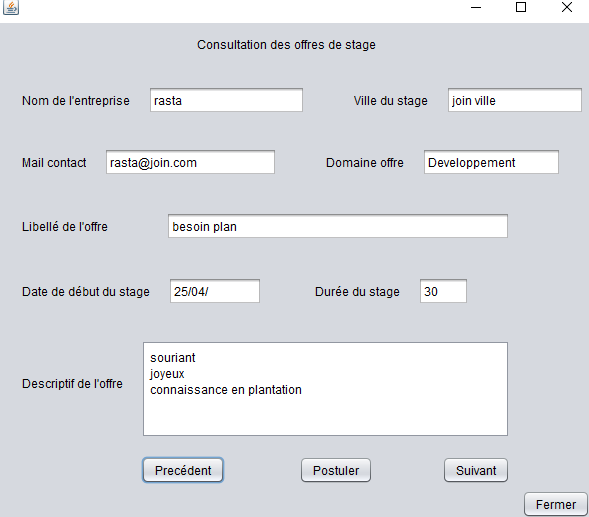 Consultation des offres de stage
Nom de l'entreprise rasta Ville du stage join ville
Mail contact rasta@join.com Domaine offre Developpement
Libellé de l'offre besoin plan
Date de début du stage 25/04/ Durée du stage 30
Descriptif de l'offre
souriant
joyeux
connaissance en plantation
Precédent Postuler Suivant
Fermer